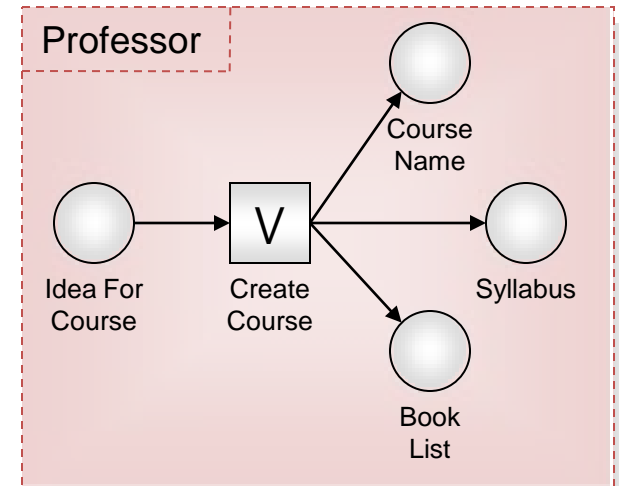 Professor
Course
Name
Idea For
Course
V
Create
Course
Syllabus
Book
List